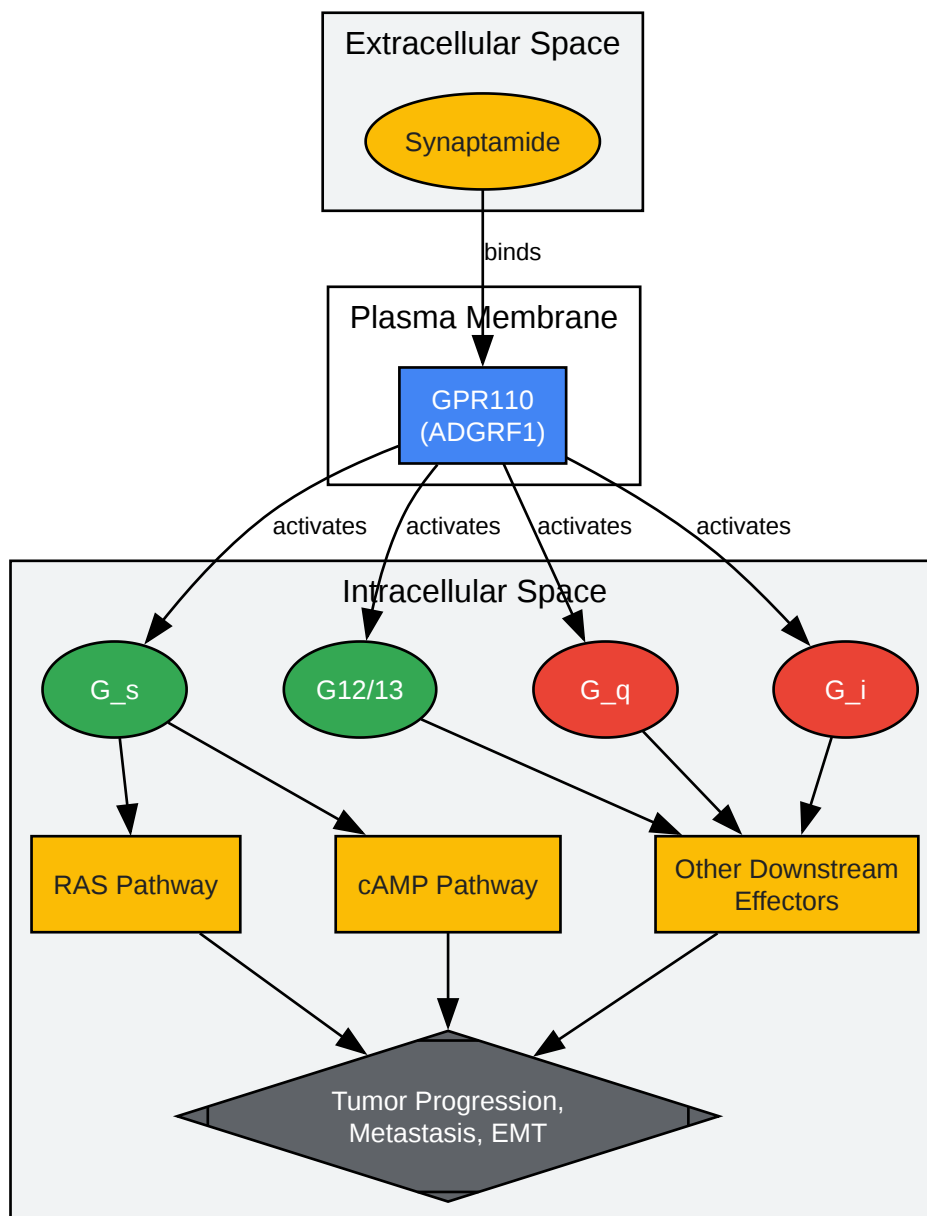 Extracellular Space
Synaptamide
binds
Plasma Membrane
GPR110
(ADGRF1)
activates
activates
activates
activates
Intracellular Space
G_s
G12/13
G_q
G_i
RAS Pathway
cAMP Pathway
Other Downstream
Effectors
Tumor Progression,
Metastasis, EMT